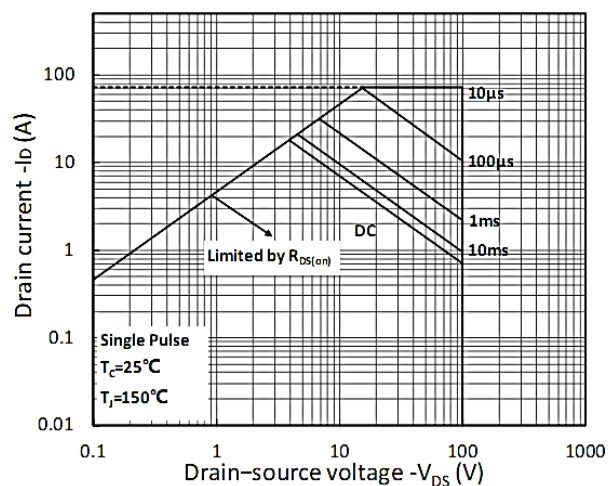 Drain current -ID (A)
100
10
1
0.1
0.01
10μs
100μs
1ms
10ms
DC
Limited by RDS(on)
Single Pulse
TC=25℃
TJ=150℃
0.1
1
10
100
1000
Drain–source voltage -VDS (V)